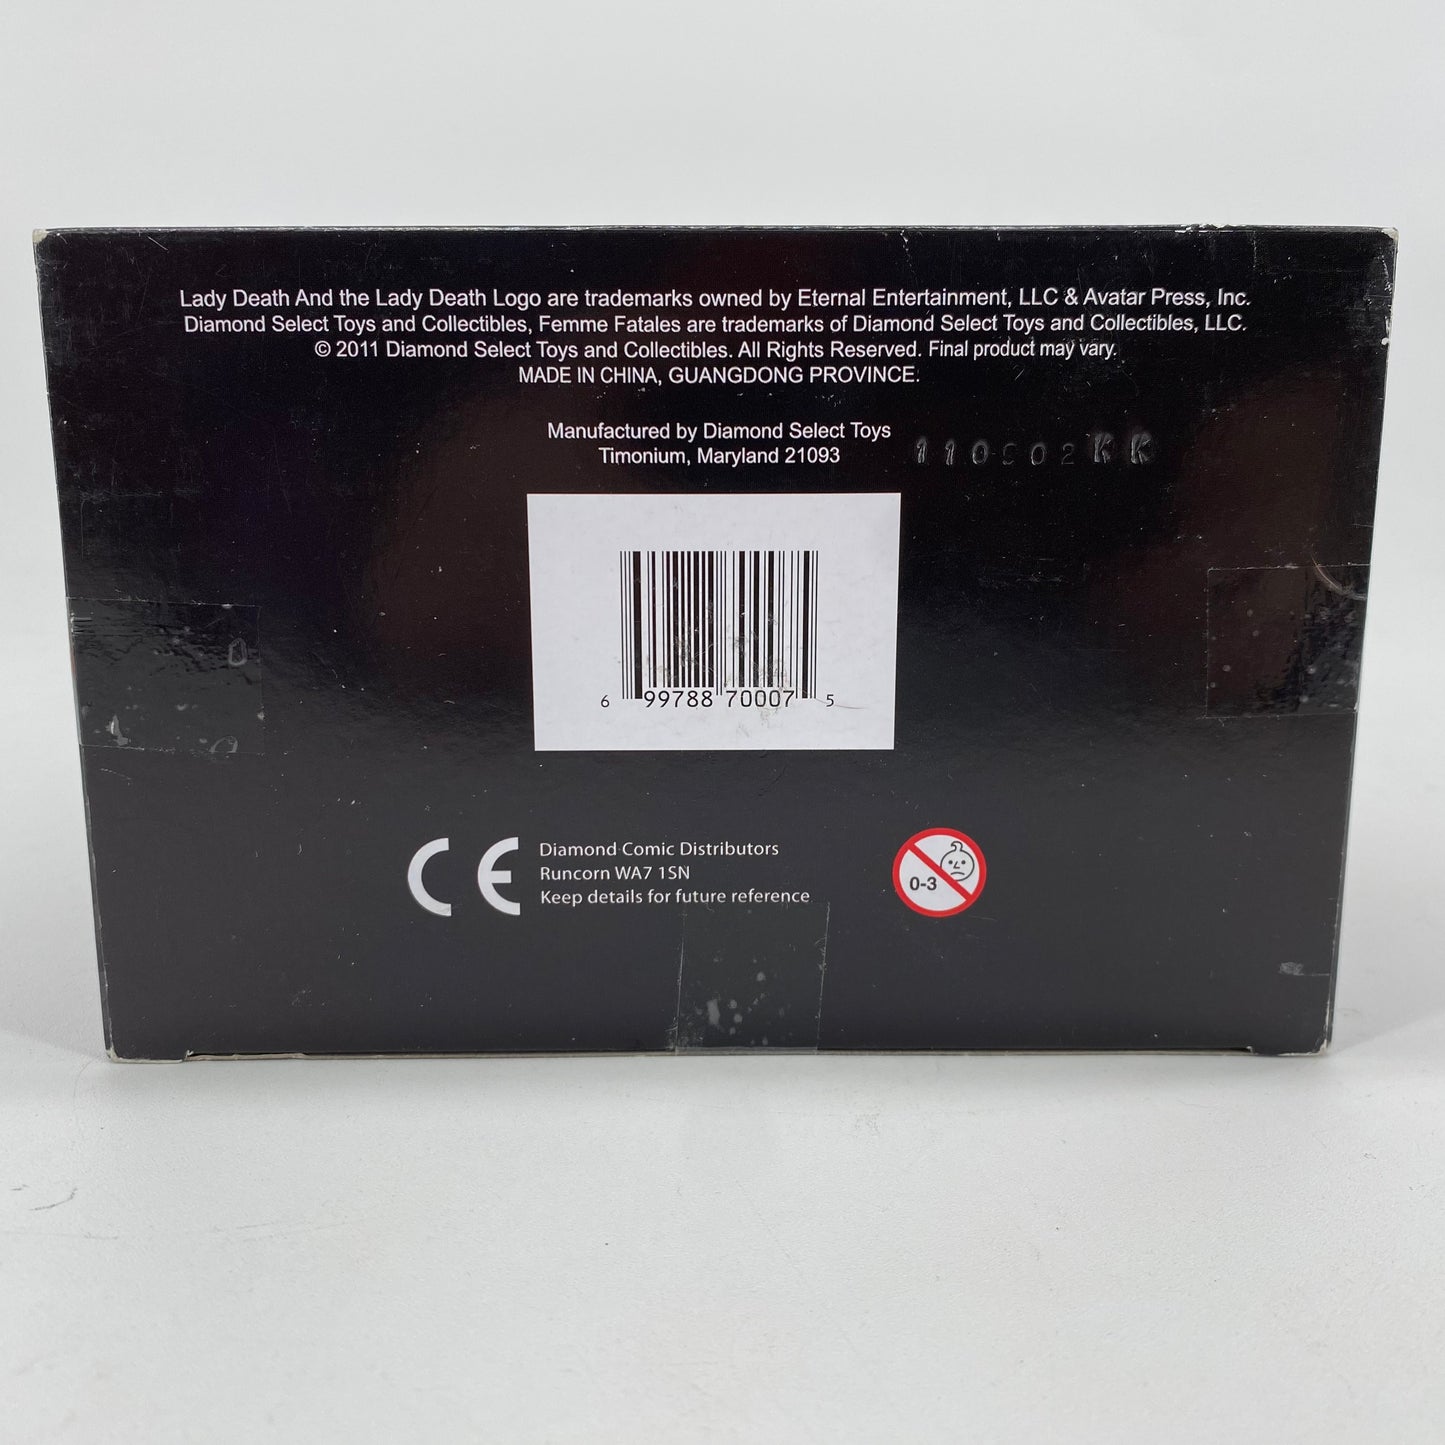 Lady Death And the Lady Death Logo are trademarks owned by Eternal Entertainment, LLC & Avatar Press, Inc.
Diamond Select Toys and Collectibles, Femme Fatales are trademarks of Diamond Select Toys and Collectibles, LLC.
© 2011 Diamond Select Toys and Collectibles. All Rights Reserved. Final product may vary.
MADE IN CHINA, GUANGDONG PROVINCE.
Manufactured by Diamond Select Toys
Timonium, Maryland 21093
110902KK
6 99788 70007 5
CE
Diamond Comic Distributors
Runcorn WA7 1SN
Keep details for future reference
0-3